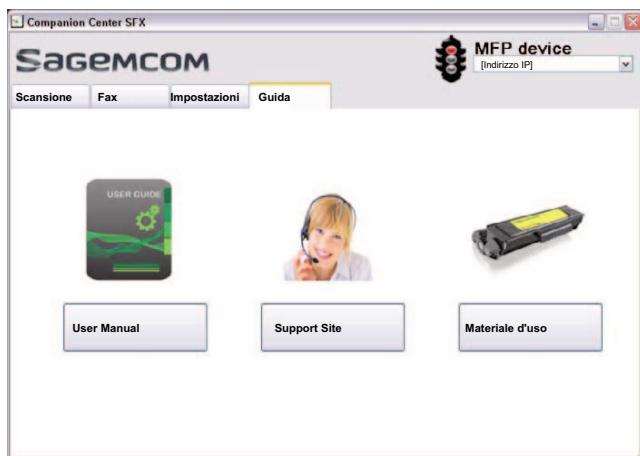 Companion Center SFX
Sagemcom
MFP device
[Indirizzo IP]
Scansione Fax Impostazioni Guida
USER GUIDE
User Manual Support Site Materiale d'uso